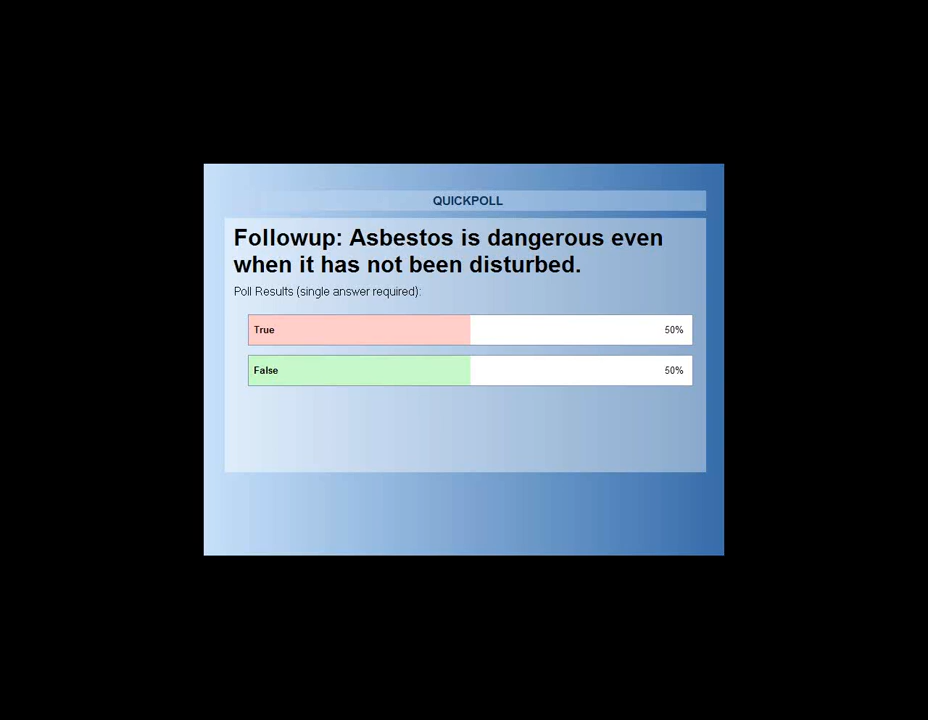 QUICKPOLL
Followup: Asbestos is dangerous even
when it has not been disturbed.
Poll Results (single answer required):
True 50%
False 50%